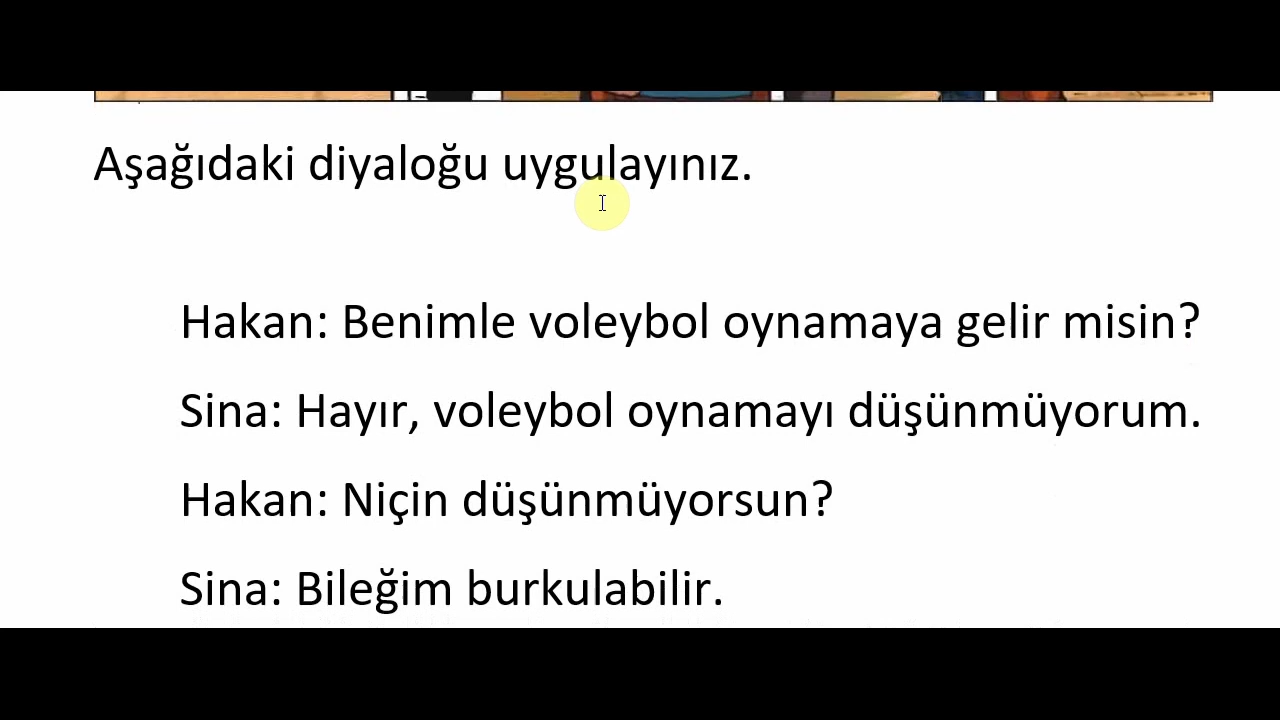 Aşağıdaki diyaloğu uygulayınız.
Hakan: Benimle voleybol oynamaya gelir misin?
Sina: Hayır, voleybol oynamayı düşünmüyorum.
Hakan: Niçin düşünmüyorsun?
Sina: Bileğim burkulabilir.